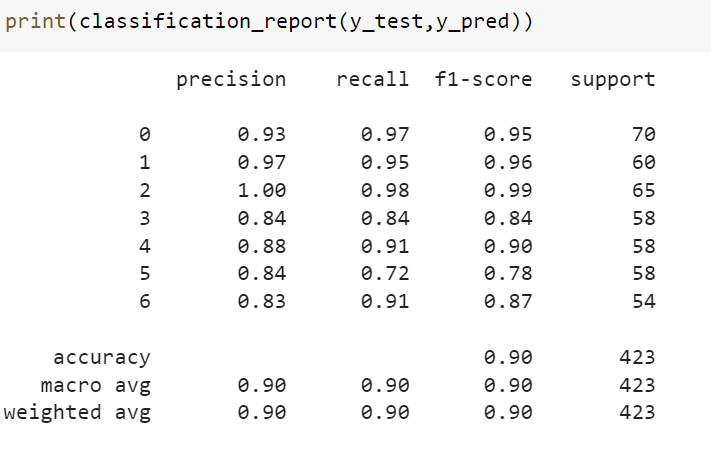 print(classification_report(y_test,y_pred))
precision recall f1-score support
0 0.93 0.97 0.95 70
1 0.97 0.95 0.96 60
2 1.00 0.98 0.99 65
3 0.84 0.84 0.84 58
4 0.88 0.91 0.90 58
5 0.84 0.72 0.78 58
6 0.83 0.91 0.87 54
accuracy 0.90 423
macro avg 0.90 0.90 0.90 423
weighted avg 0.90 0.90 0.90 423